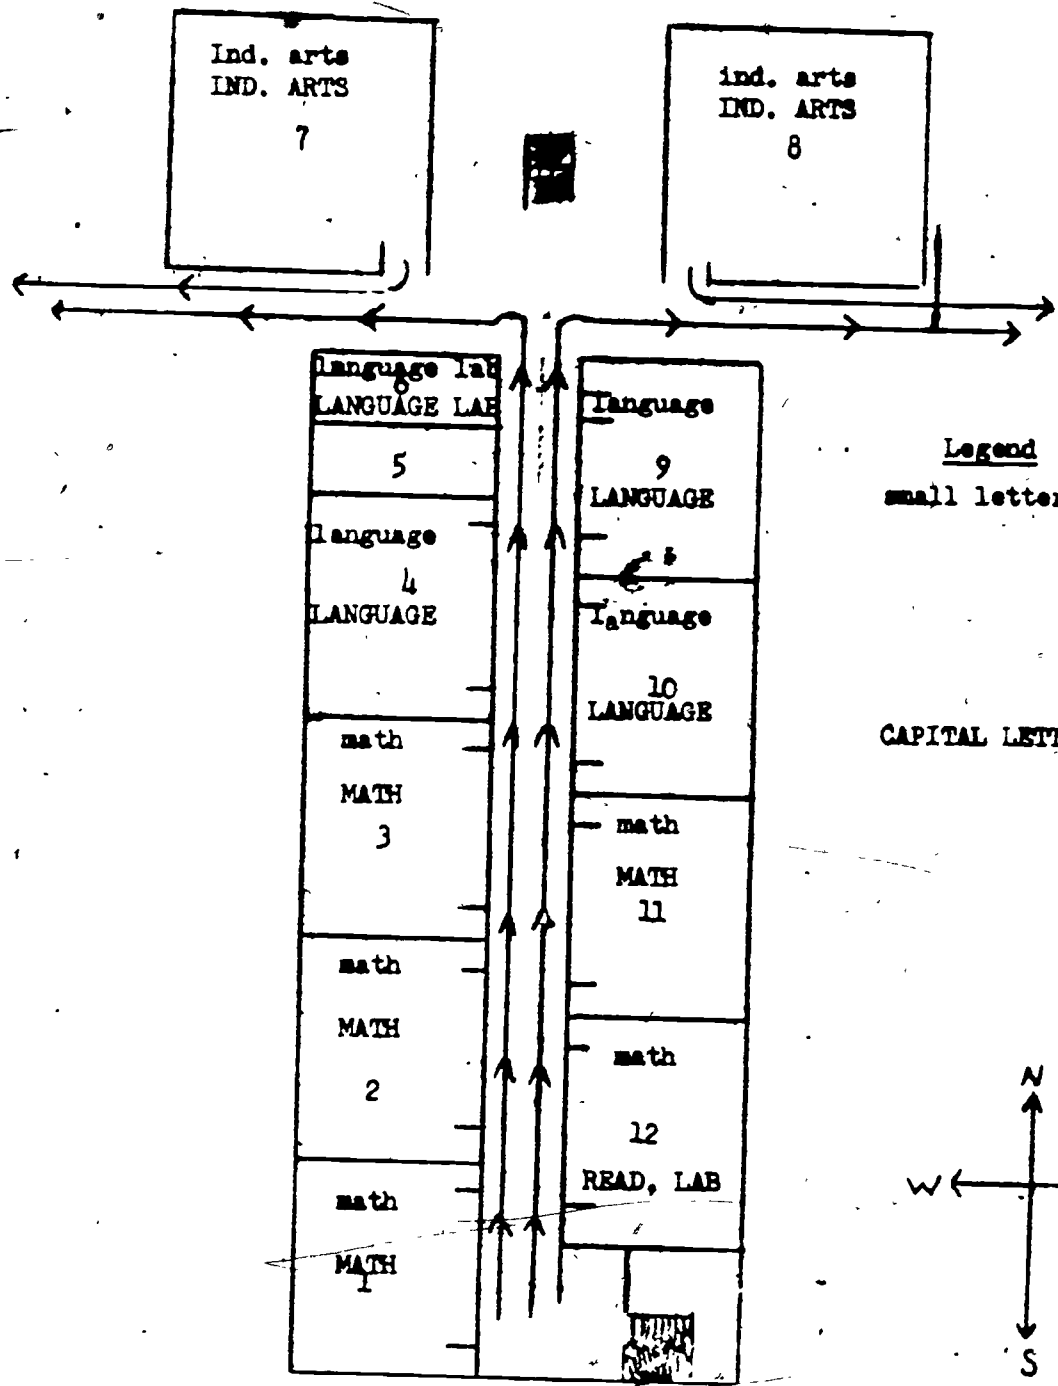 Ind. arts
IND. ARTS
7
ind. arts
IND. ARTS
8
language lab
6
LANGUAGE LAB
5
language
4
LANGUAGE
math
MATH
3
math
MATH
2
math
MATH
1
language
9
LANGUAGE
language
10
LANGUAGE
math
MATH
11
math
12
READ, LAB
Legend
small letter
CAPITAL LETT
N
W
S